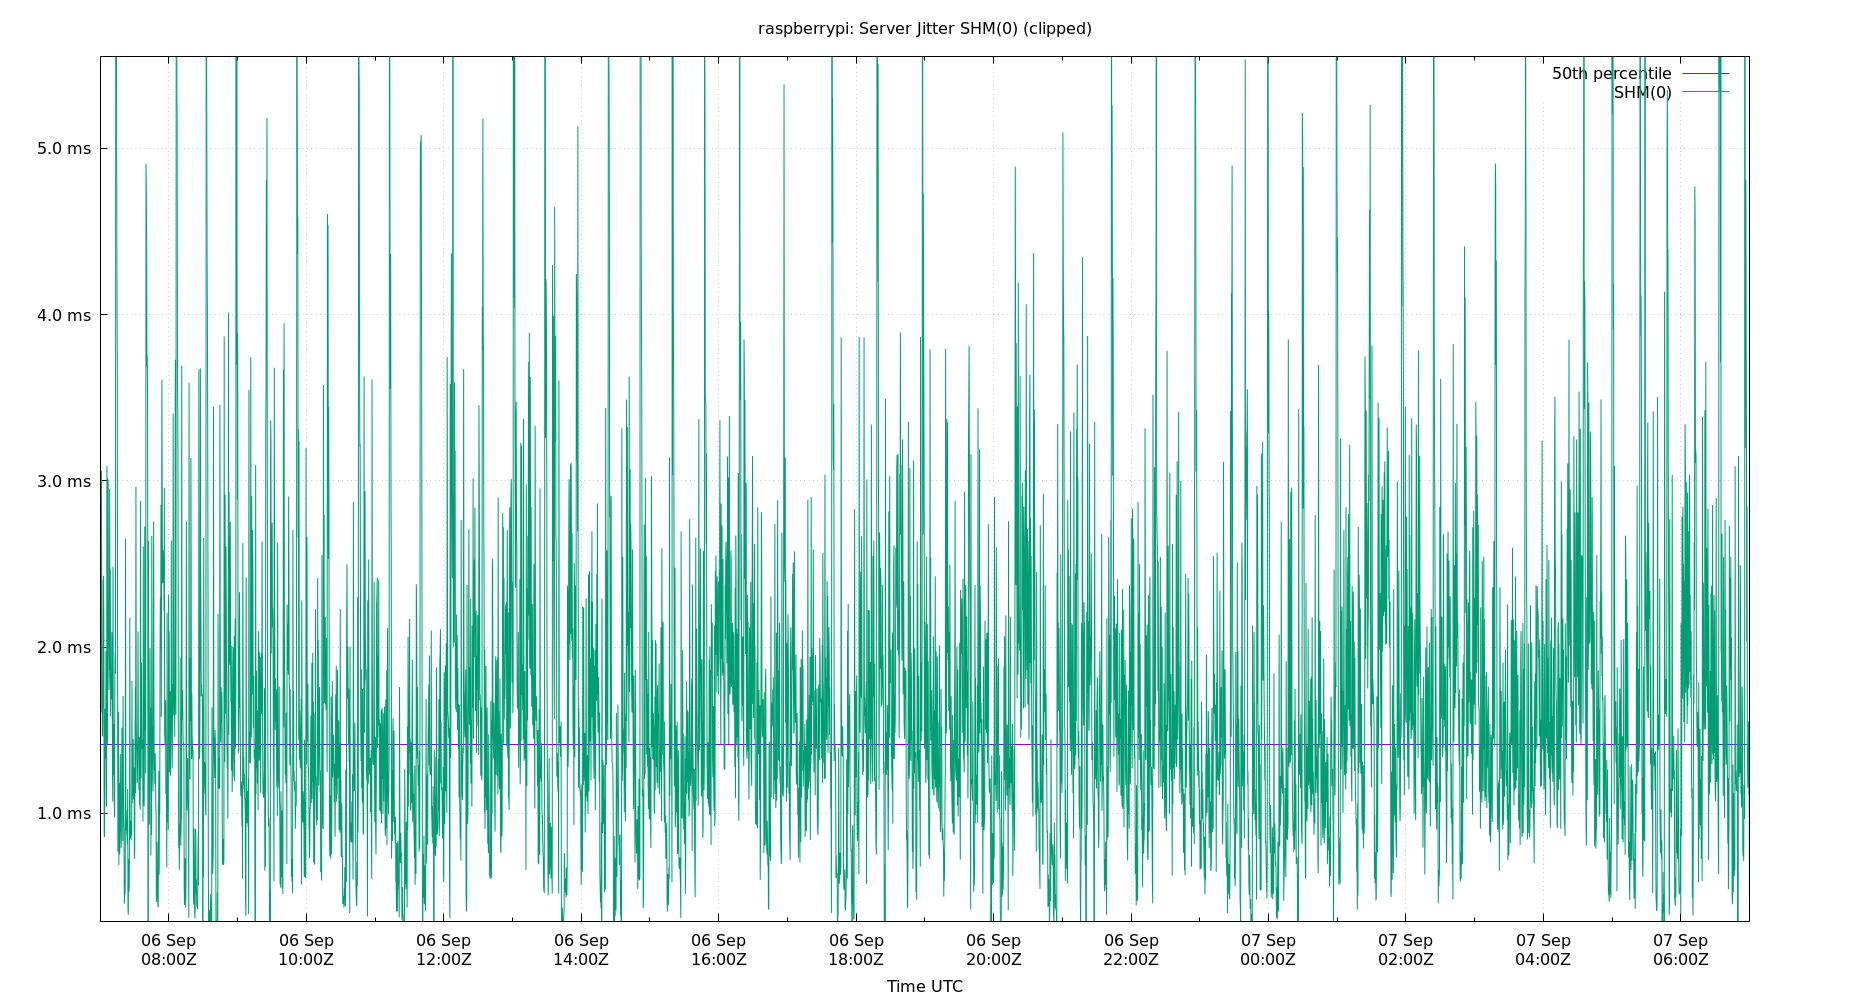 raspberrypi: Server Jitter SHM(0) (clipped)
50th percentile
SHM(0)
5.0 ms
4.0 ms
3.0 ms
2.0 ms
1.0 ms
06 Sep 06 Sep 06 Sep 06 Sep 06 Sep 06 Sep 06 Sep 06 Sep 07 Sep 07 Sep 07 Sep 07 Sep
08:00Z 10:00Z 12:00Z 14:00Z 16:00Z 18:00Z 20:00Z 22:00Z 00:00Z 02:00Z 04:00Z 06:00Z
Time UTC